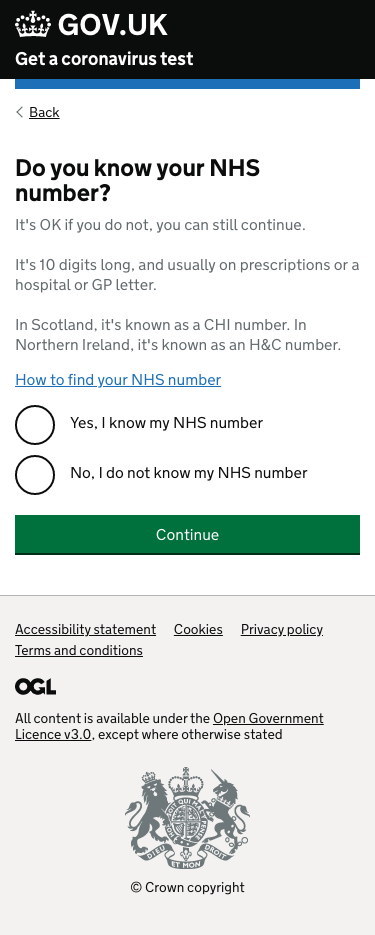 GOV.UK
Get a coronavirus test
Back
Do you know your NHS
number?
It's OK if you do not, you can still continue.
It's 10 digits long, and usually on prescriptions or a
hospital or GP letter.
In Scotland, it's known as a CHI number. In
Northern Ireland, it's known as an H&C number.
How to find your NHS number
Yes, I know my NHS number
No, I do not know my NHS number
Continue
Accessibility statement Cookies Privacy policy
Terms and conditions
OGL
All content is available under the Open Government
Licence v3.0, except where otherwise stated
DIEU ET MON DROIT
© Crown copyright